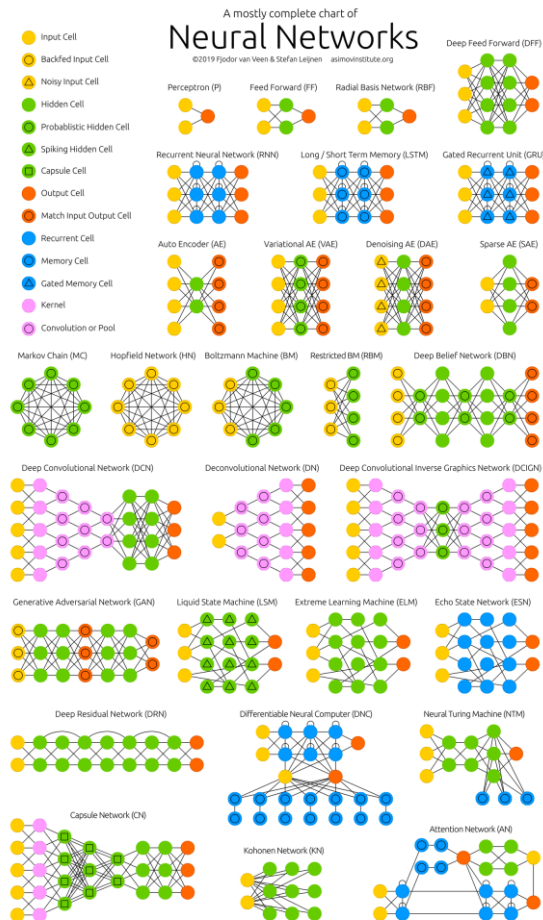 A mostly complete chart of
Neural Networks
©2019 Fjodor van Veen & Stefan Leijnen asimovinstitute.org
Input Cell
Backfed Input Cell
Noisy Input Cell
Hidden Cell
Probablistic Hidden Cell
Spiking Hidden Cell
Capsule Cell
Output Cell
Match Input Output Cell
Recurrent Cell
Memory Cell
Gated Memory Cell
Kernel
Convolution or Pool
Deep Feed Forward (DFF)
Perceptron (P)
Feed Forward (FF)
Radial Basis Network (RBF)
Recurrent Neural Network (RNN)
Long / Short Term Memory (LSTM)
Gated Recurrent Unit (GRU)
Auto Encoder (AE)
Variational AE (VAE)
Denoising AE (DAE)
Sparse AE (SAE)
Markov Chain (MC)
Hopfield Network (HN)
Boltzmann Machine (BM)
Restricted BM (RBM)
Deep Belief Network (DBN)
Deep Convolutional Network (DCN)
Deconvolutional Network (DN)
Deep Convolutional Inverse Graphics Network (DCIGN)
Generative Adversarial Network (GAN)
Liquid State Machine (LSM)
Extreme Learning Machine (ELM)
Echo State Network (ESN)
Deep Residual Network (DRN)
Differentiable Neural Computer (DNC)
Neural Turing Machine (NTM)
Capsule Network (CN)
Kohonen Network (KN)
Attention Network (AN)